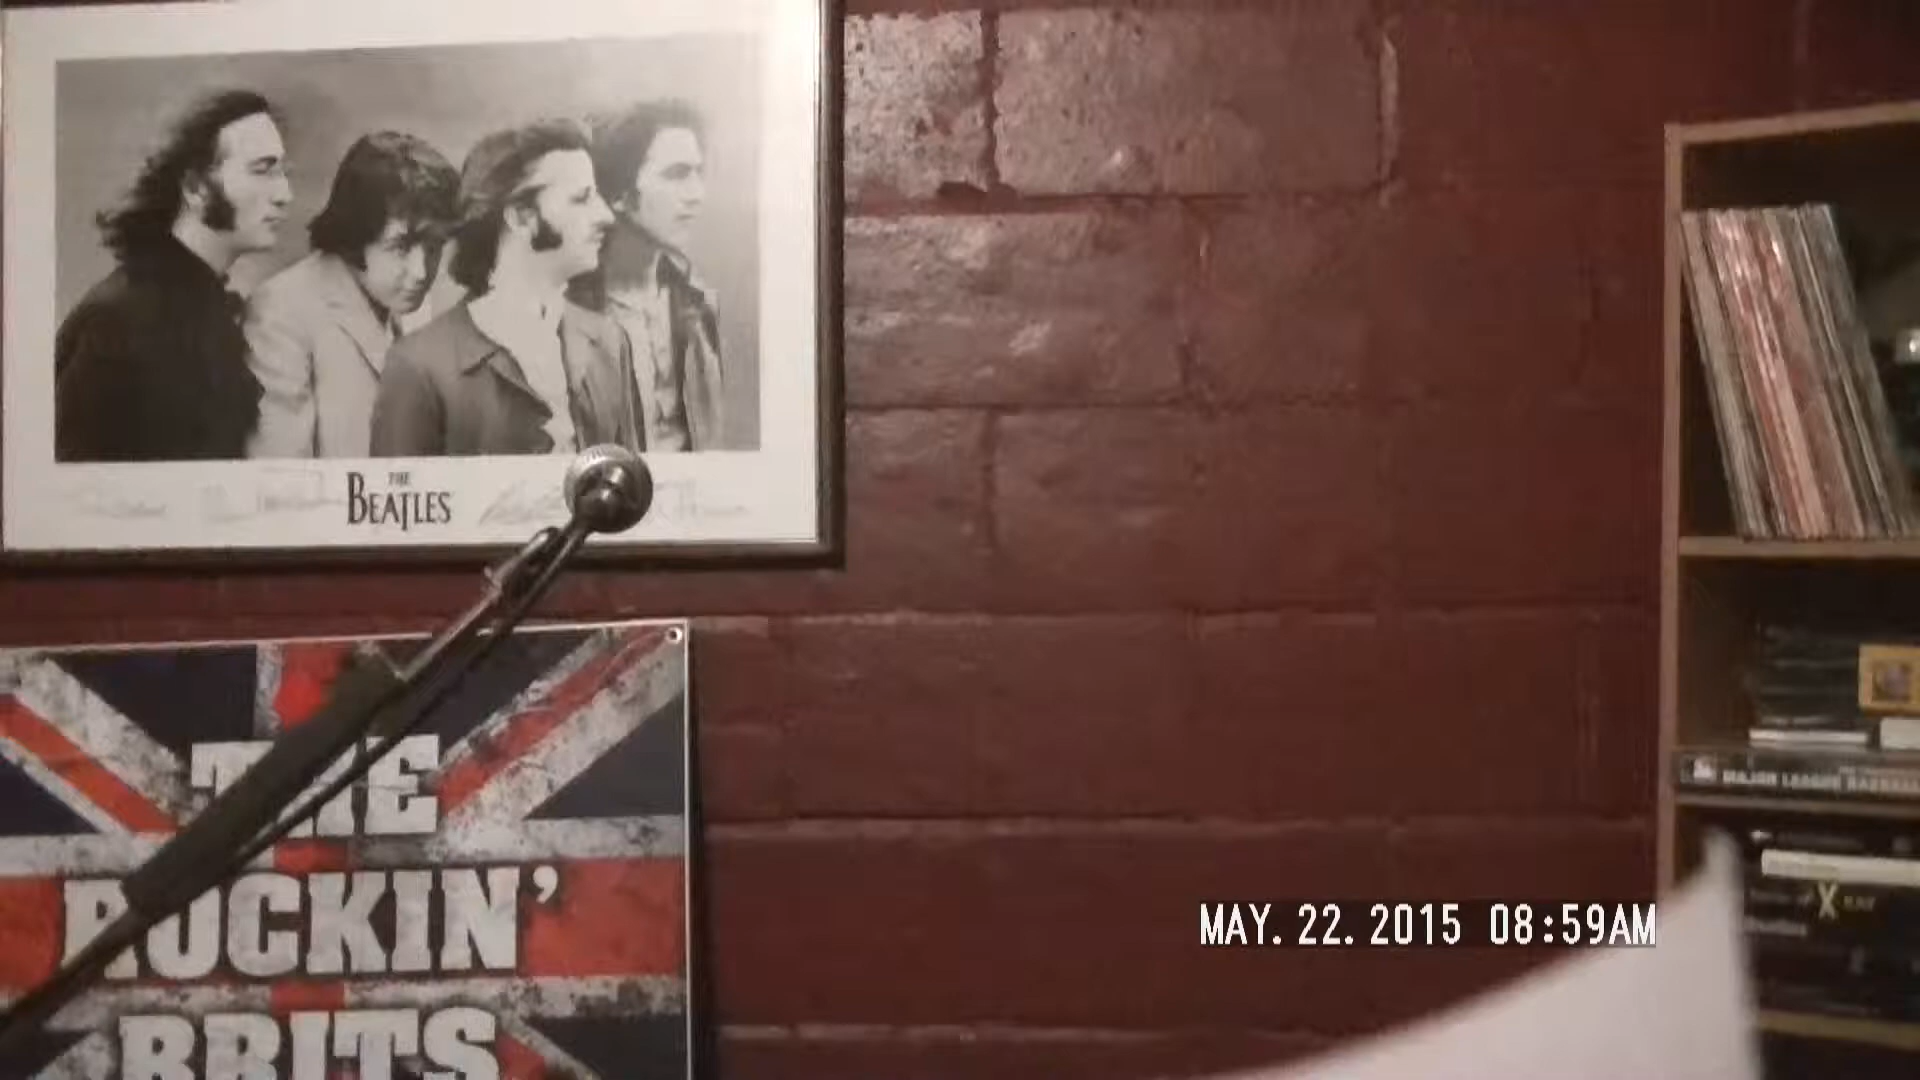 THE
BEATLES
THE
ROCKIN'
BRITS
MAJOR LEAGUE BASEBALL
X
MAY. 22. 2015 08:59AM